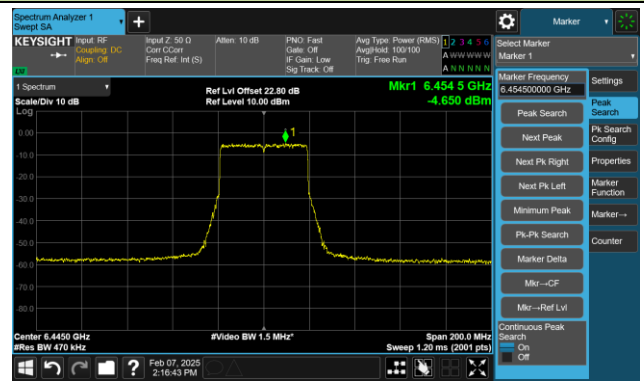 Spectrum Analyzer 1
Swept SA
Marker
KEYSIGHT
Input: RF
Coupling: DC
Align: Off
Input Z: 50 Ω
Corr CCorr
Freq Ref: Int (S)
Atten: 10 dB
PNO: Fast
Gate: Off
IF Gain: Low
Sig Track: Off
Avg Type: Power (RMS)
Avg|Hold: 100/100
Trig: Free Run
1 2 3 4 5 6
A W W W W W
A N N N N N
Select Marker
Marker 1
1 Spectrum
Scale/Div 10 dB
Ref Lvl Offset 22.80 dB
Ref Level 10.00 dBm
Mkr1 6.454 5 GHz
-4.650 dBm
Log
0.00
-10.0
-20.0
-30.0
-40.0
-50.0
-60.0
-70.0
-80.0
1
Center 6.4450 GHz
#Res BW 470 kHz
#Video BW 1.5 MHz*
Span 200.0 MHz
Sweep 1.20 ms (2001 pts)
Marker Frequency
6.454500000 GHz
Peak Search
Next Peak
Next Pk Right
Next Pk Left
Minimum Peak
Pk-Pk Search
Marker Delta
Mkr→CF
Mkr→Ref Lvl
Continuous Peak
Search
On
Off
Settings
Peak
Search
Pk Search
Config
Properties
Marker
Function
Marker→
Counter
?
Feb 07, 2025
2:16:43 PM